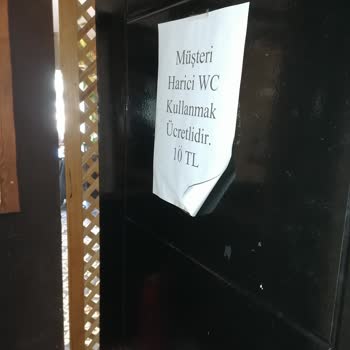 Müşteri
Harici WC
Kullanmak
Ücretlidir.
10 TL